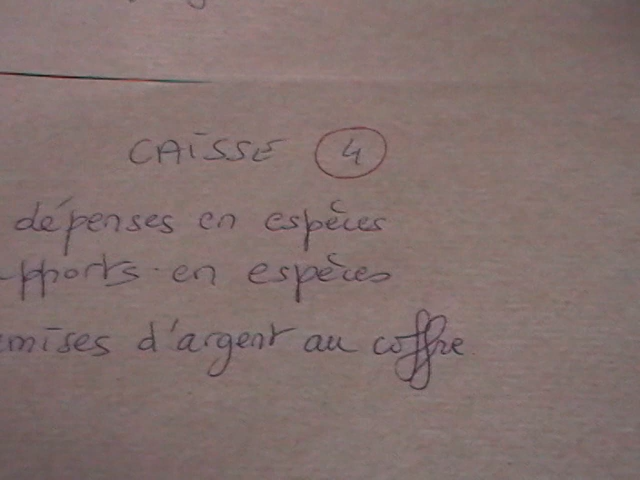 CAISSE 4
dépenses en espèces
pports en espèces
mises d'argent au coffre